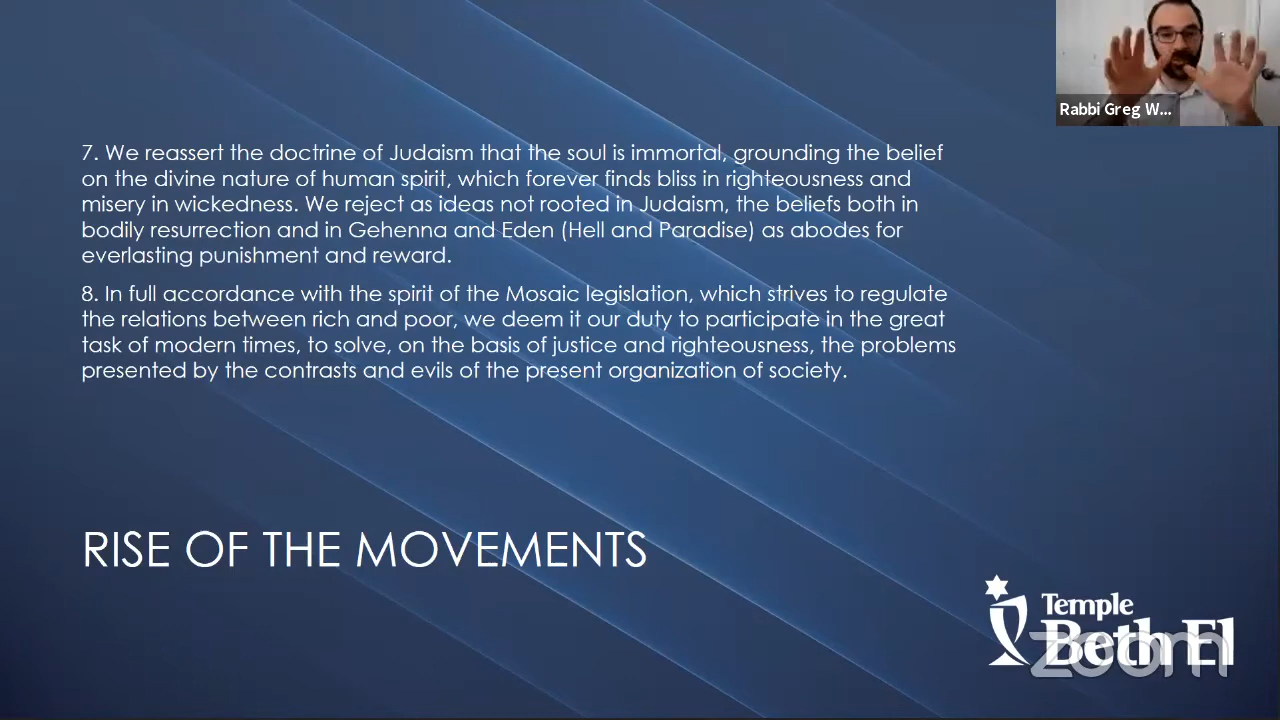 Rabbi Greg W...
7. We reassert the doctrine of Judaism that the soul is immortal, grounding the belief
on the divine nature of human spirit, which forever finds bliss in righteousness and
misery in wickedness. We reject as ideas not rooted in Judaism, the beliefs both in
bodily resurrection and in Gehenna and Eden (Hell and Paradise) as abodes for
everlasting punishment and reward.
8. In full accordance with the spirit of the Mosaic legislation, which strives to regulate
the relations between rich and poor, we deem it our duty to participate in the great
task of modern times, to solve, on the basis of justice and righteousness, the problems
presented by the contrasts and evils of the present organization of society.
RISE OF THE MOVEMENTS
Temple
Beth El
zoom